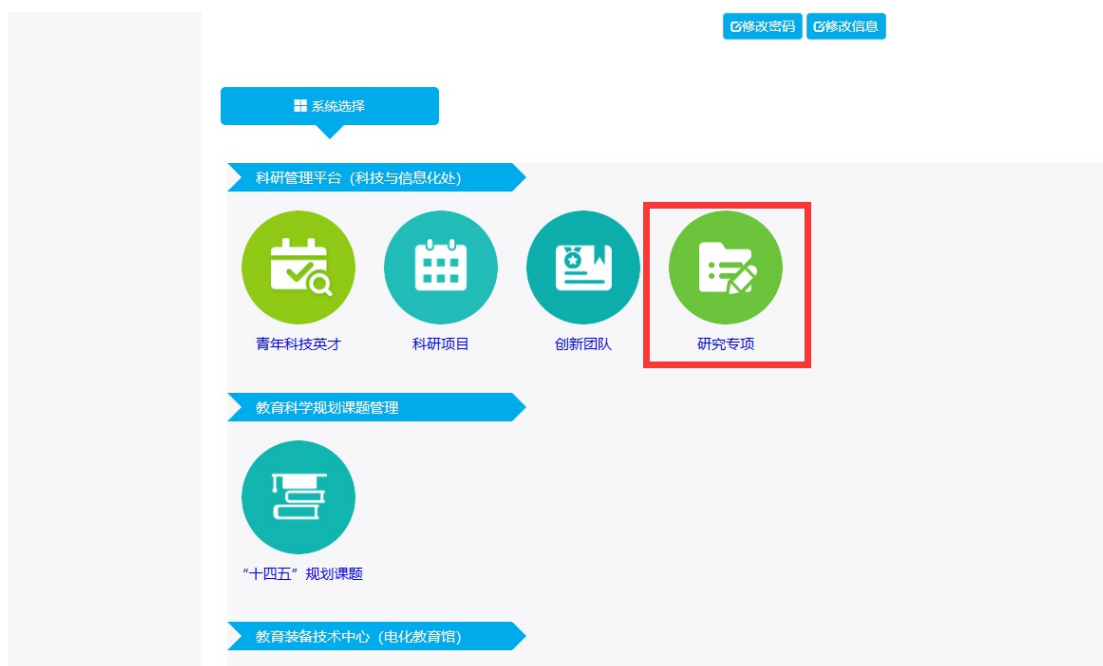 修改密码 修改信息
系统选择
科研管理平台 (科技与信息化处)
青年科技英才 科研项目 创新团队 研究专项
教育科学规划课题管理
“十四五”规划课题
教育装备技术中心 (电化教育馆)